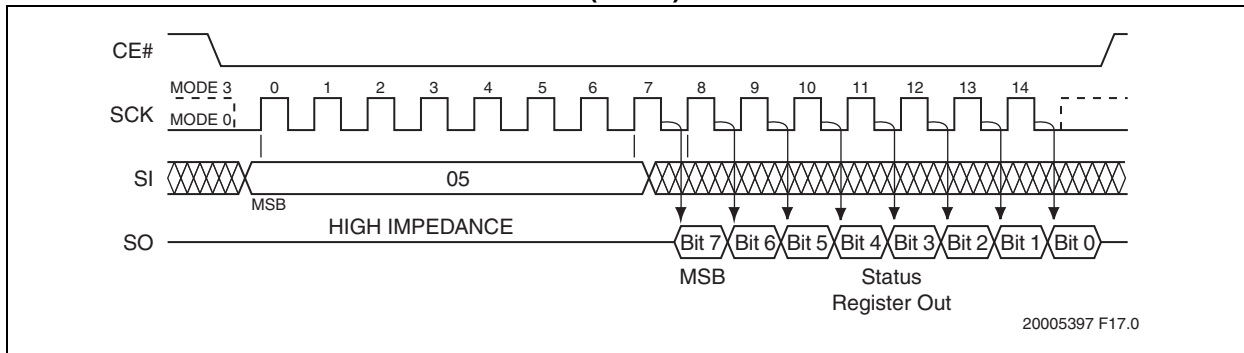 CE#
MODE 3 0 1 2 3 4 5 6 7 8 9 10 11 12 13 14
SCK
MODE 0
SI 05
MSB
HIGH IMPEDANCE
SO Bit 7 Bit 6 Bit 5 Bit 4 Bit 3 Bit 2 Bit 1 Bit 0
MSB Status
Register Out
20005397 F17.0